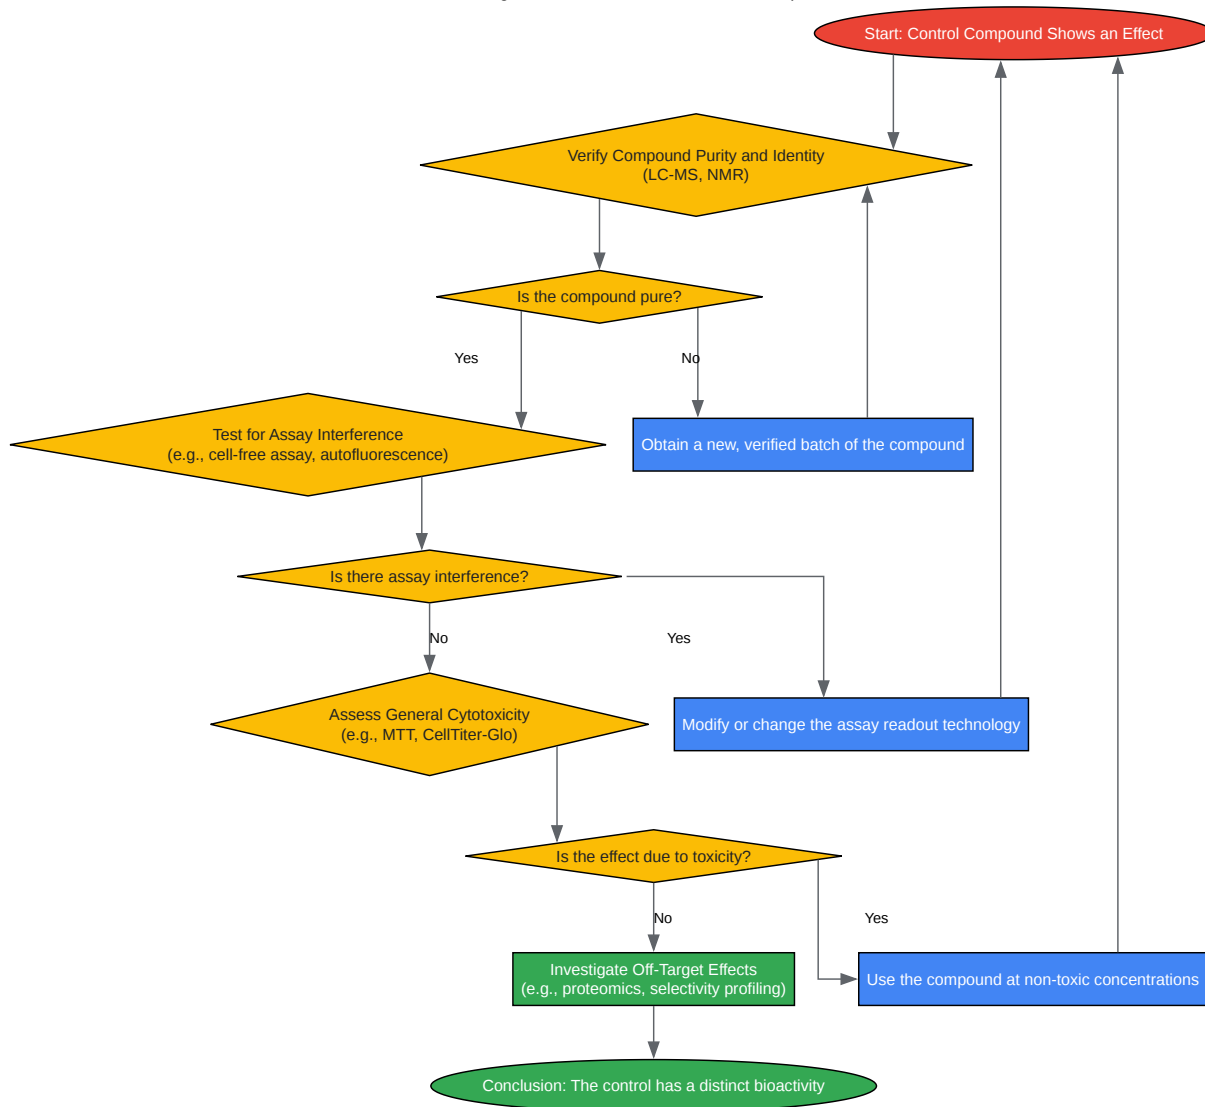 Start: Control Compound Shows an Effect
Verify Compound Purity and Identity
(LC-MS, NMR)
Is the compound pure?
Yes
No
Test for Assay Interference
(e.g., cell-free assay, autofluorescence)
Obtain a new, verified batch of the compound
Is there assay interference?
No
Yes
Assess General Cytotoxicity
(e.g., MTT, CellTiter-Glo)
Modify or change the assay readout technology
Is the effect due to toxicity?
No
Yes
Investigate Off-Target Effects
(e.g., proteomics, selectivity profiling)
Use the compound at non-toxic concentrations
Conclusion: The control has a distinct bioactivity